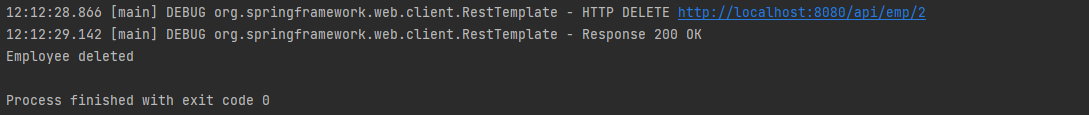 12:12:28.866 [main] DEBUG org.springframework.web.client.RestTemplate - HTTP DELETE http://localhost:8080/api/emp/2
12:12:29.142 [main] DEBUG org.springframework.web.client.RestTemplate - Response 200 OK
Employee deleted
Process finished with exit code 0